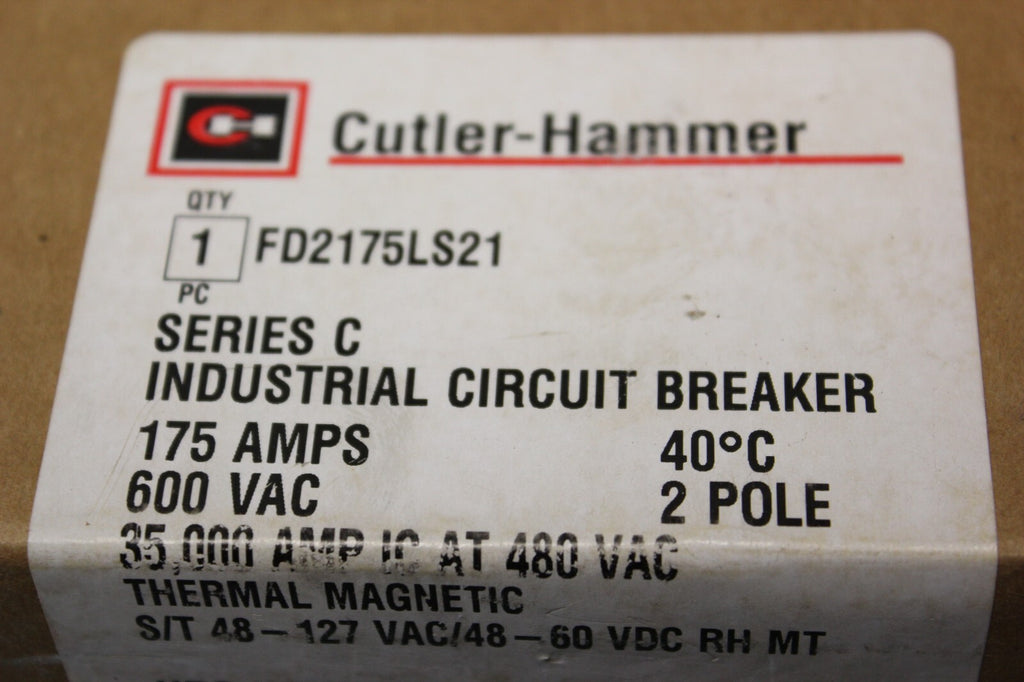 Cutler-Hammer
QTY
1 FD2175LS21
PC
SERIES C
INDUSTRIAL CIRCUIT BREAKER
175 AMPS 40°C
600 VAC 2 POLE
35,000 AMP IC AT 480 VAC
THERMAL MAGNETIC
S/T 48-127 VAC/48-60 VDC RH MT